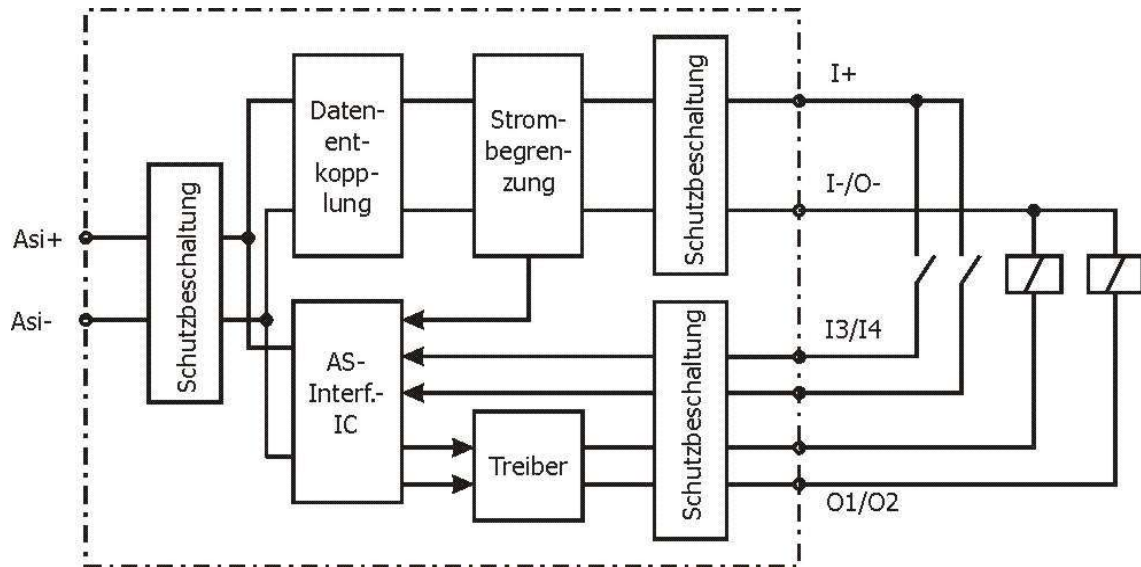 Asi+
Asi-
Schutzbeschaltung
Daten-
ent-
kopp-
lung
Strom-
begren-
zung
Schutzbeschaltung
I+
I-/O-
AS-
Interf.-
IC
Treiber
Schutzbeschaltung
I3/I4
O1/O2